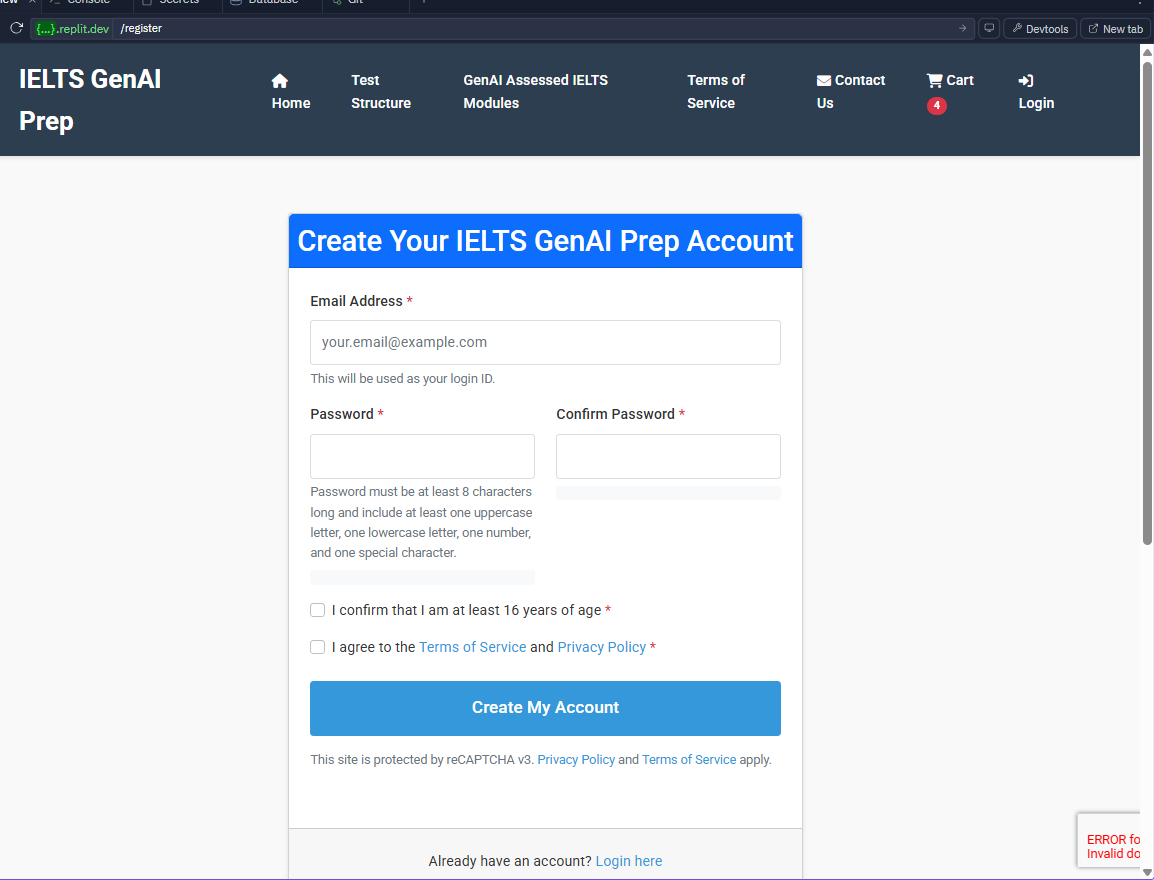 Console
Secrets
Database
Git
{...}.replit.dev /register
Devtools
New tab
IELTS GenAI
Prep
Home
Test
Structure
GenAI Assessed IELTS
Modules
Terms of
Service
Contact
Us
Cart
4
Login
Create Your IELTS GenAI Prep Account
Email Address *
your.email@example.com
This will be used as your login ID.
Password *
Password must be at least 8 characters
long and include at least one uppercase
letter, one lowercase letter, one number,
and one special character.
Confirm Password *
I confirm that I am at least 16 years of age *
I agree to the Terms of Service and Privacy Policy *
Create My Account
This site is protected by reCAPTCHA v3. Privacy Policy and Terms of Service apply.
ERROR fo
Invalid do
Already have an account? Login here